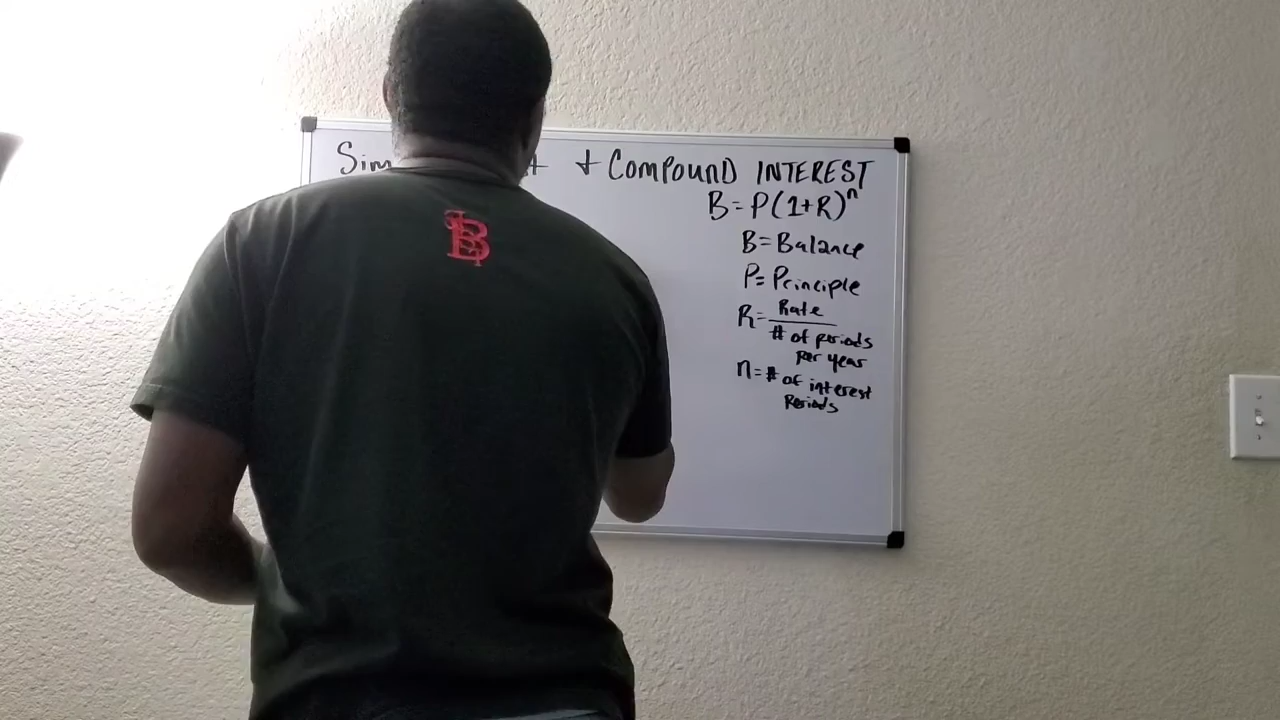 Sim + COMPOUND INTEREST
B=P(1+R)^n
B=Balance
P=Principle
R=Rate
# of periods
per year
n=# of interest
Periods
B